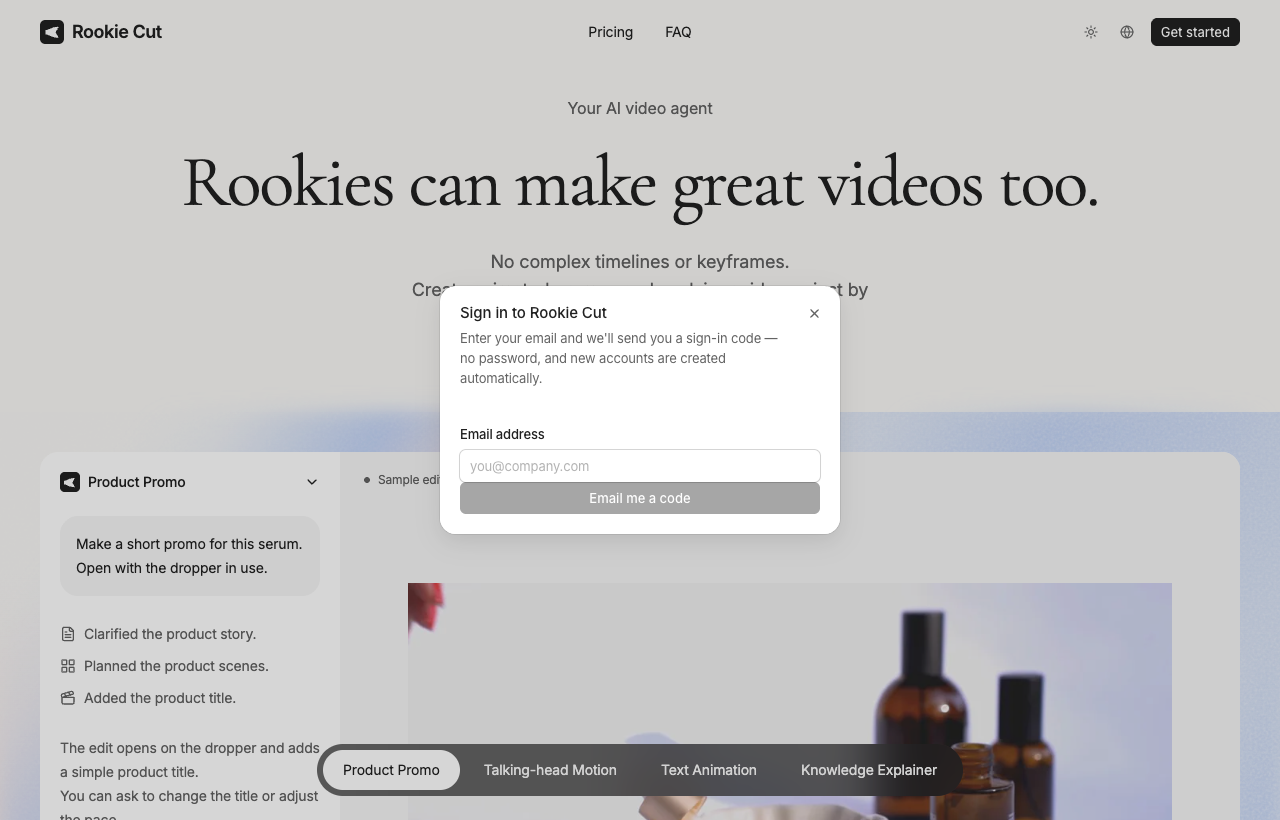 Rookie Cut
Pricing
FAQ
Get started
Your AI video agent
Rookies can make great videos too.
No complex timelines or keyframes.
by
Sign in to Rookie Cut
Enter your email and we'll send you a sign-in code —
no password, and new accounts are created
automatically.
Email address
you@company.com
Email me a code
Product Promo
Sample
Make a short promo for this serum.
Open with the dropper in use.
Clarified the product story.
Planned the product scenes.
Added the product title.
The edit opens on the dropper and adds
a simple product title.
You can ask to change the title or adjust
the pace.
Product Promo
Talking-head Motion
Text Animation
Knowledge Explainer